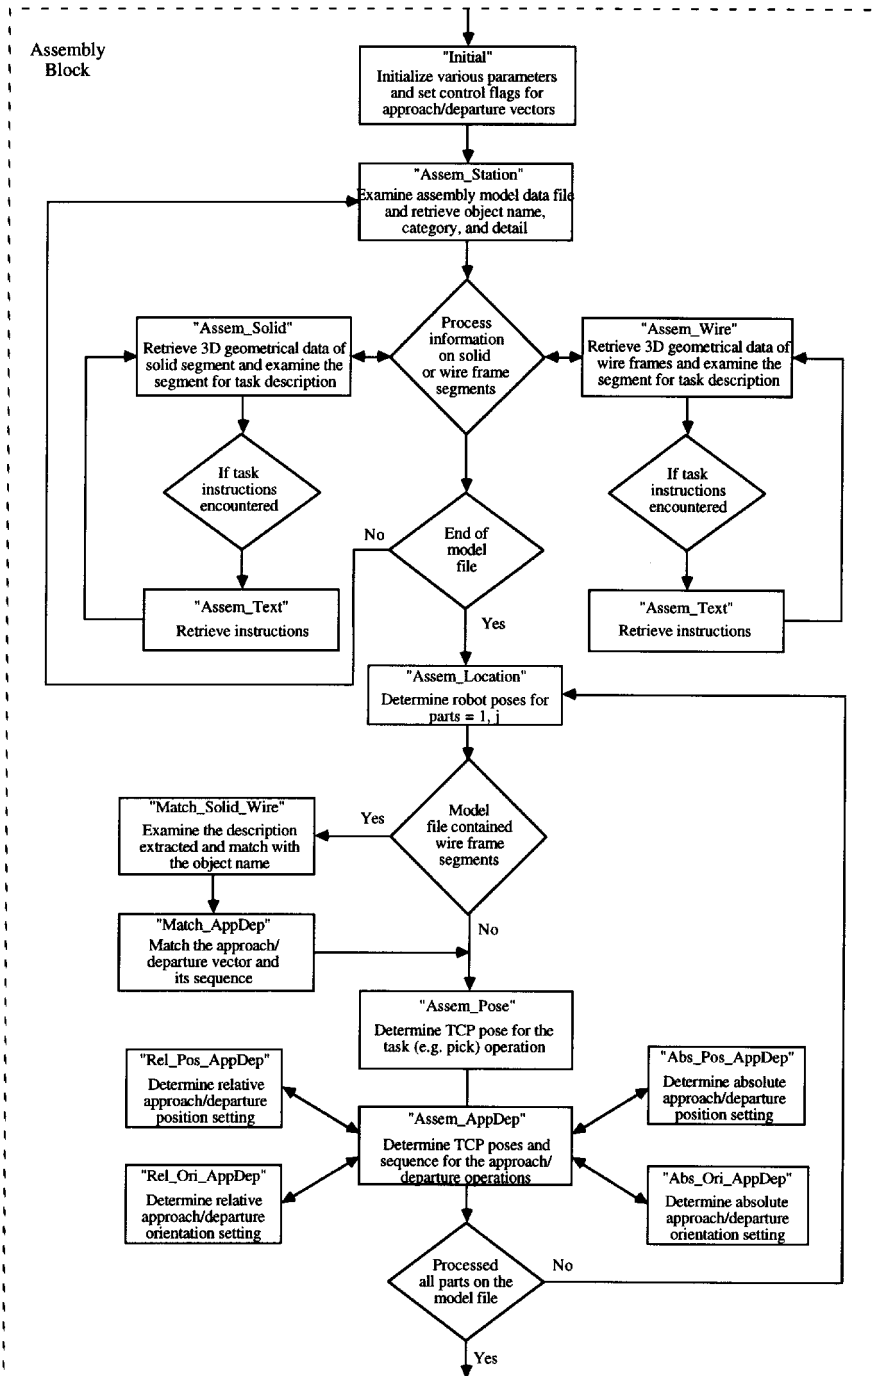 Assembly
Block
"Initial"
Initialize various parameters
and set control flags for
approach/departure vectors
"Assem_Station"
Examine assembly model data file
and retrieve object name,
category, and detail
Process
information
on solid
or wire frame
segments
"Assem_Solid"
Retrieve 3D geometrical data of
solid segment and examine the
segment for task description
"Assem_Wire"
Retrieve 3D geometrical data of
wire frames and examine the
segment for task description
If task
instructions
encountered
If task
instructions
encountered
No
End of
model
file
Yes
"Assem_Text"
Retrieve instructions
"Assem_Text"
Retrieve instructions
"Assem_Location"
Determine robot poses for
parts = 1, j
Model
file contained
wire frame
segments
Yes
No
"Match_Solid_Wire"
Examine the description
extracted and match with
the object name
"Match_AppDep"
Match the approach/
departure vector and
its sequence
"Assem_Pose"
Determine TCP pose for the
task (e.g. pick) operation
"Rel_Pos_AppDep"
Determine relative
approach/departure
position setting
"Abs_Pos_AppDep"
Determine absolute
approach/departure
position setting
"Assem_AppDep"
Determine TCP poses and
sequence for the approach/
departure operations
"Rel_Ori_AppDep"
Determine relative
approach/departure
orientation setting
"Abs_Ori_AppDep"
Determine absolute
approach/departure
orientation setting
Processed
all parts on the
model file
No
Yes